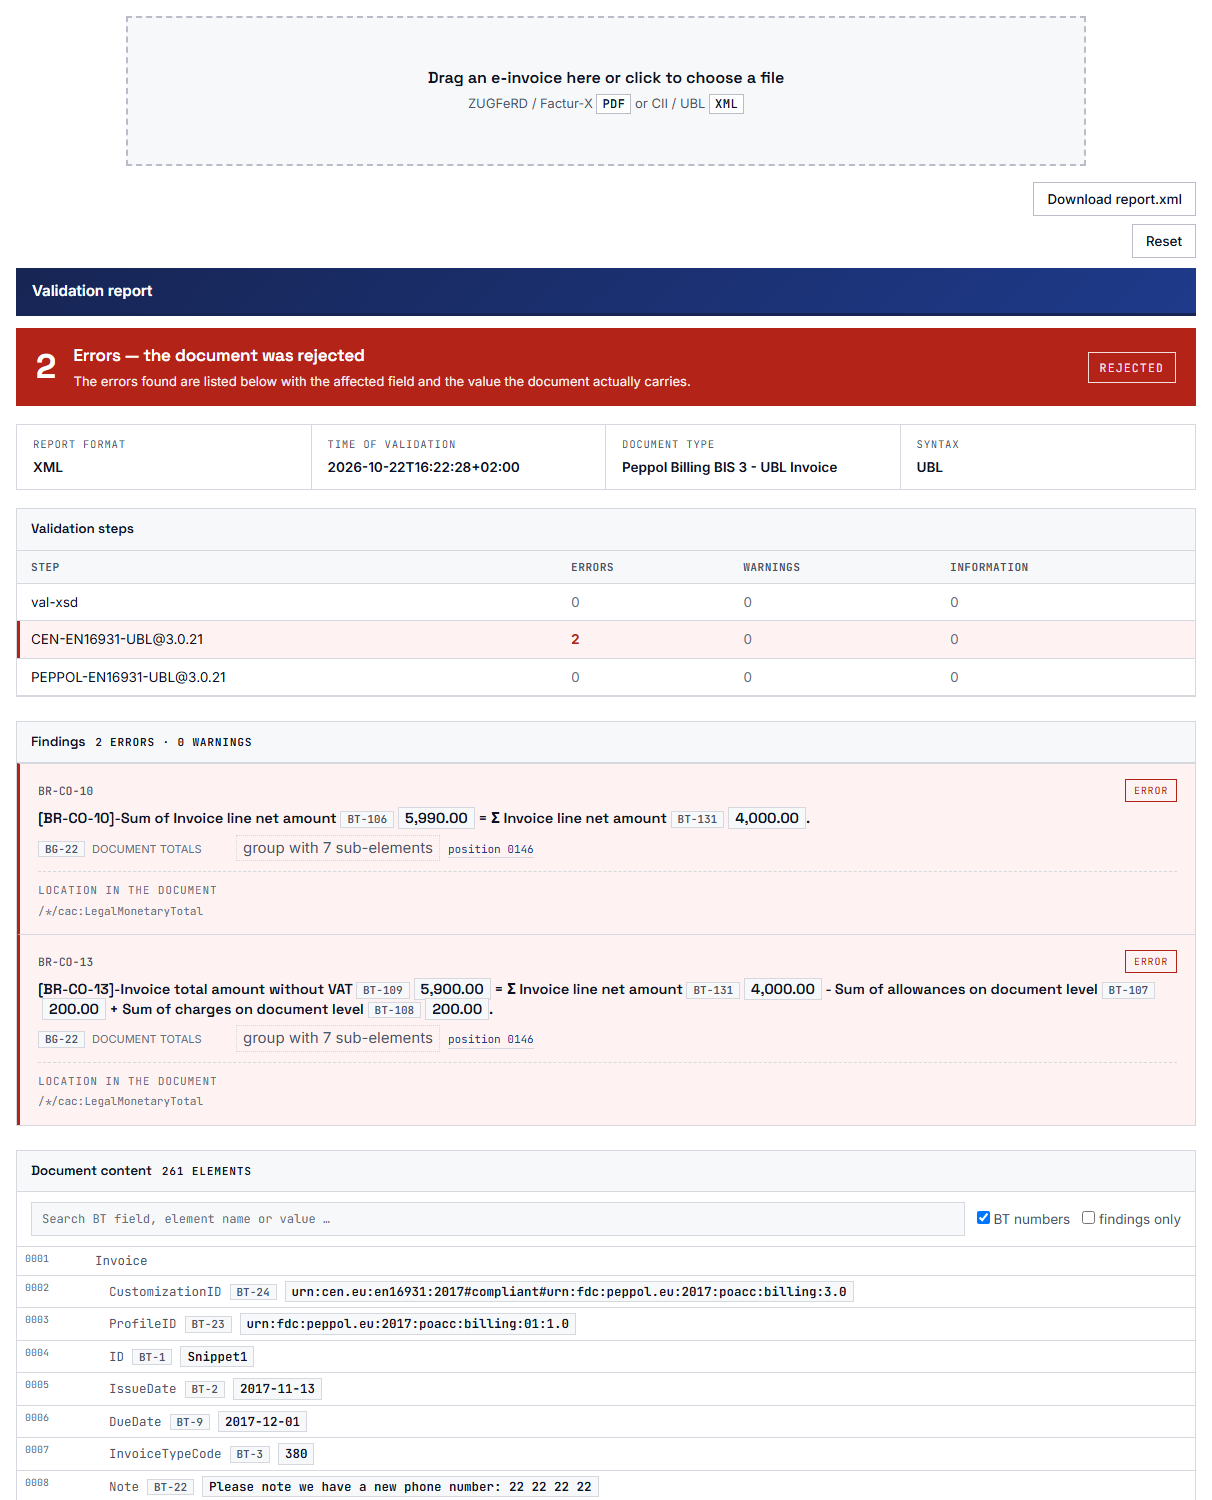 Drag an e-invoice here or click to choose a file
ZUGFeRD / Factur-X PDF or CII / UBL XML
Download report.xml
Reset
Validation report
2 Errors — the document was rejected
The errors found are listed below with the affected field and the value the document actually carries.
REJECTED
REPORT FORMAT
XML
TIME OF VALIDATION
2026-10-22T16:22:28+02:00
DOCUMENT TYPE
Peppol Billing BIS 3 - UBL Invoice
SYNTAX
UBL
Validation steps
STEP ERRORS WARNINGS INFORMATION
val-xsd 0 0 0
CEN-EN16931-UBL@3.0.21 2 0 0
PEPPOL-EN16931-UBL@3.0.21 0 0 0
Findings 2 ERRORS · 0 WARNINGS
BR-CO-10 ERROR
[BR-CO-10]-Sum of Invoice line net amount BT-106 5,990.00 = Σ Invoice line net amount BT-131 4,000.00 .
BG-22 DOCUMENT TOTALS group with 7 sub-elements position 0146
LOCATION IN THE DOCUMENT
/*/cac:LegalMonetaryTotal
BR-CO-13 ERROR
[BR-CO-13]-Invoice total amount without VAT BT-109 5,900.00 = Σ Invoice line net amount BT-131 4,000.00 - Sum of allowances on document level BT-107
200.00 + Sum of charges on document level BT-108 200.00 .
BG-22 DOCUMENT TOTALS group with 7 sub-elements position 0146
LOCATION IN THE DOCUMENT
/*/cac:LegalMonetaryTotal
Document content 261 ELEMENTS
Search BT field, element name or value …
BT numbers findings only
0001 Invoice
0002 CustomizationID BT-24 urn:cen.eu:en16931:2017#compliant#urn:fdc:peppol.eu:2017:poacc:billing:3.0
0003 ProfileID BT-23 urn:fdc:peppol.eu:2017:poacc:billing:01:1.0
0004 ID BT-1 Snippet1
0005 IssueDate BT-2 2017-11-13
0006 DueDate BT-9 2017-12-01
0007 InvoiceTypeCode BT-3 380
0008 Note BT-22 Please note we have a new phone number: 22 22 22 22